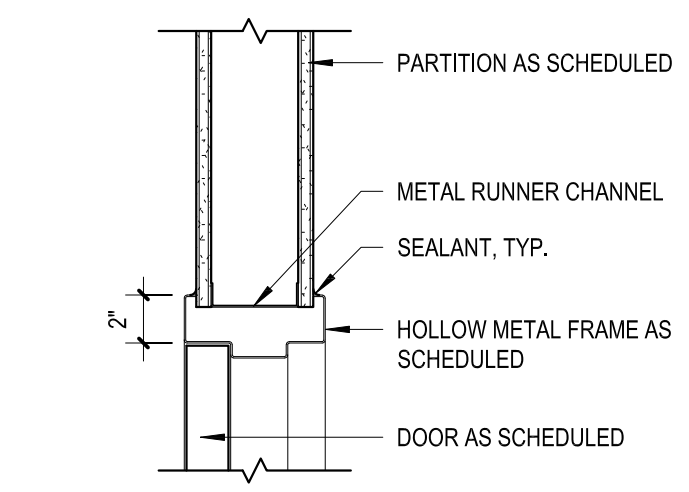 PARTITION AS SCHEDULED
METAL RUNNER CHANNEL
SEALANT, TYP.
2"
HOLLOW METAL FRAME AS
SCHEDULED
DOOR AS SCHEDULED